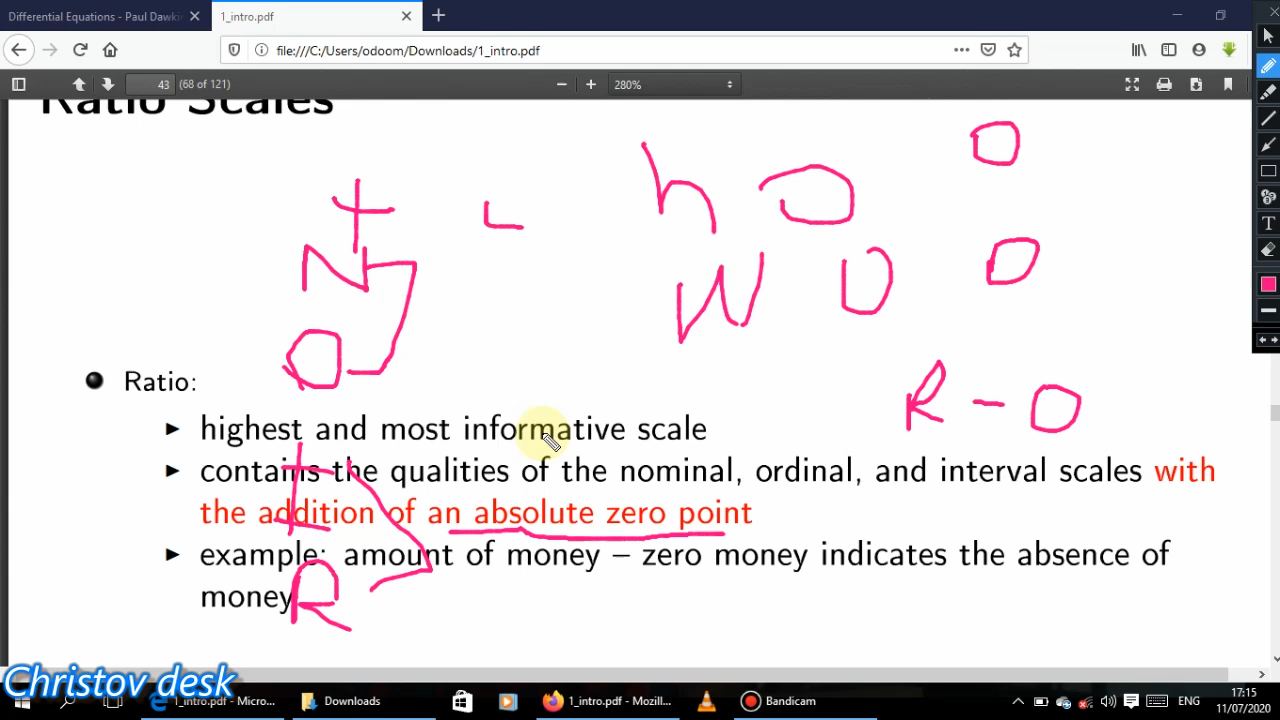 Differential Equations - Paul Dawki
1_intro.pdf
file:///C:/Users/odoom/Downloads/1_intro.pdf
43 (68 of 121)
280%
Ratio Scales
+ -
h O O
N
W O O
O
Ratio:
R - O
highest and most informative scale
contains the qualities of the nominal, ordinal, and interval scales with
the addition of an absolute zero point
I
example: amount of money – zero money indicates the absence of
money
R
Christov desk
1_intro.pdf - Micro...
Downloads
1_intro.pdf - Mozill...
Bandicam
ENG
17:15
11/07/2020